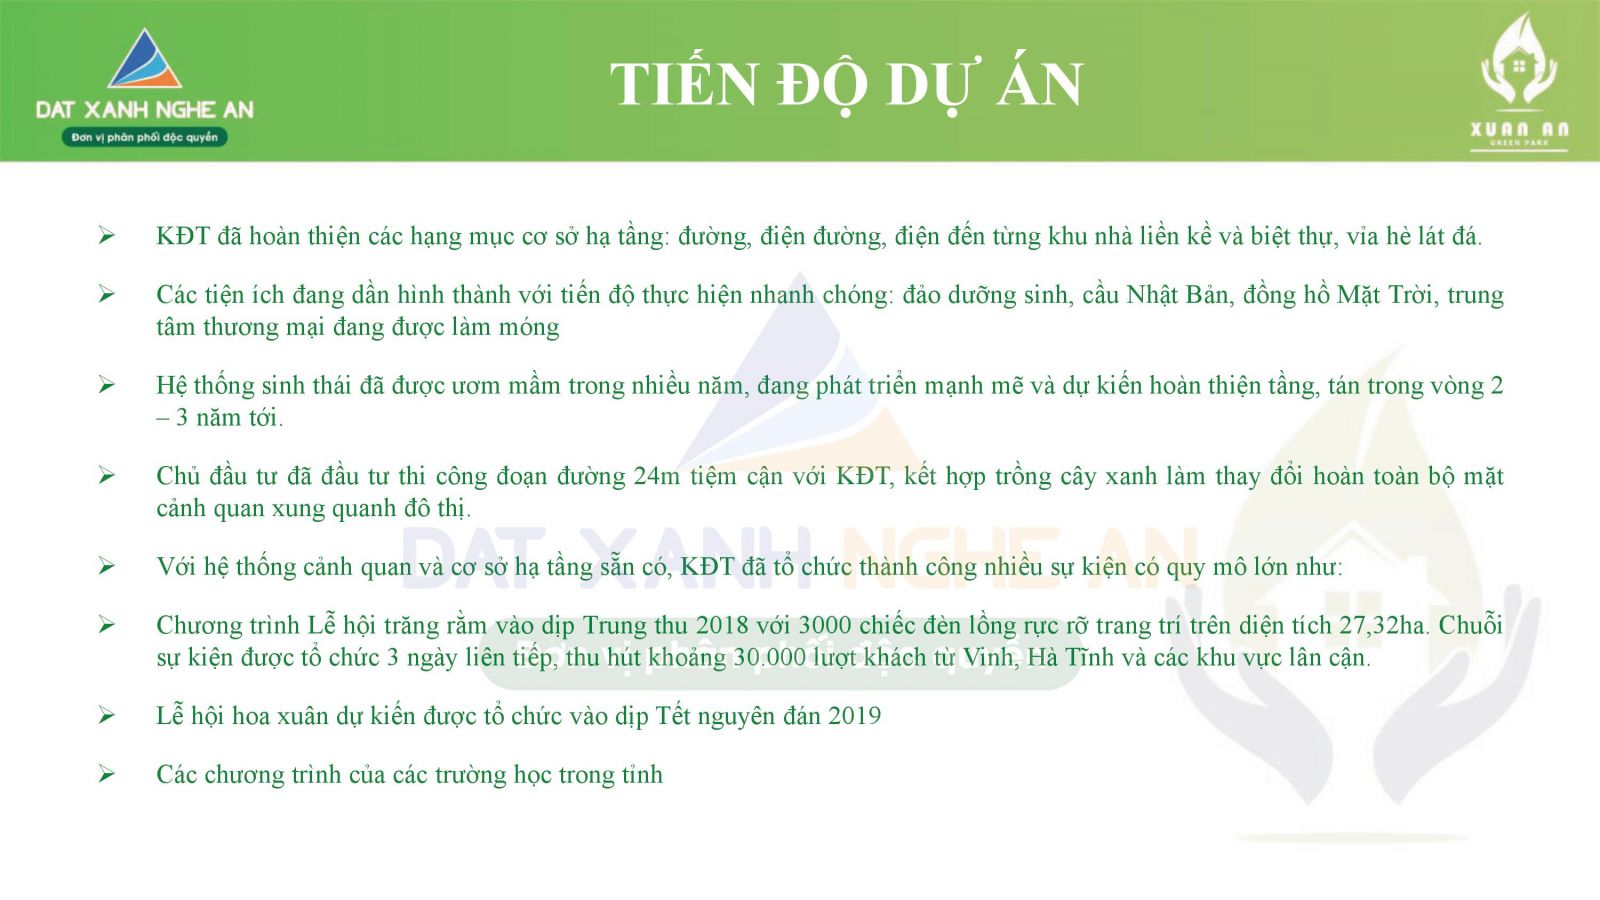 DAT XANH NGHE AN
Đơn vị phân phối độc quyền
TIẾN ĐỘ DỰ ÁN
XUAN AN
GREEN PARK
➢ KĐT đã hoàn thiện các hạng mục cơ sở hạ tầng: đường, điện đường, điện đến từng khu nhà liền kề và biệt thự, vỉa hè lát đá.
➢ Các tiện ích đang dần hình thành với tiến độ thực hiện nhanh chóng: đảo dưỡng sinh, cầu Nhật Bản, đồng hồ Mặt Trời, trung
tâm thương mại đang được làm móng
➢ Hệ thống sinh thái đã được ươm mầm trong nhiều năm, đang phát triển mạnh mẽ và dự kiến hoàn thiện tầng, tán trong vòng 2
– 3 năm tới.
➢ Chủ đầu tư đã đầu tư thi công đoạn đường 24m tiệm cận với KĐT, kết hợp trồng cây xanh làm thay đổi hoàn toàn bộ mặt
cảnh quan xung quanh đô thị.
➢ Với hệ thống cảnh quan và cơ sở hạ tầng sẵn có, KĐT đã tổ chức thành công nhiều sự kiện có quy mô lớn như:
➢ Chương trình Lễ hội trăng rằm vào dịp Trung thu 2018 với 3000 chiếc đèn lồng rực rỡ trang trí trên diện tích 27,32ha. Chuỗi
sự kiện được tổ chức 3 ngày liên tiếp, thu hút khoảng 30.000 lượt khách từ Vinh, Hà Tĩnh và các khu vực lân cận.
➢ Lễ hội hoa xuân dự kiến được tổ chức vào dịp Tết nguyên đán 2019
➢ Các chương trình của các trường học trong tỉnh
DAT XANH NGHE AN
Đơn vị phân phối độc quyền